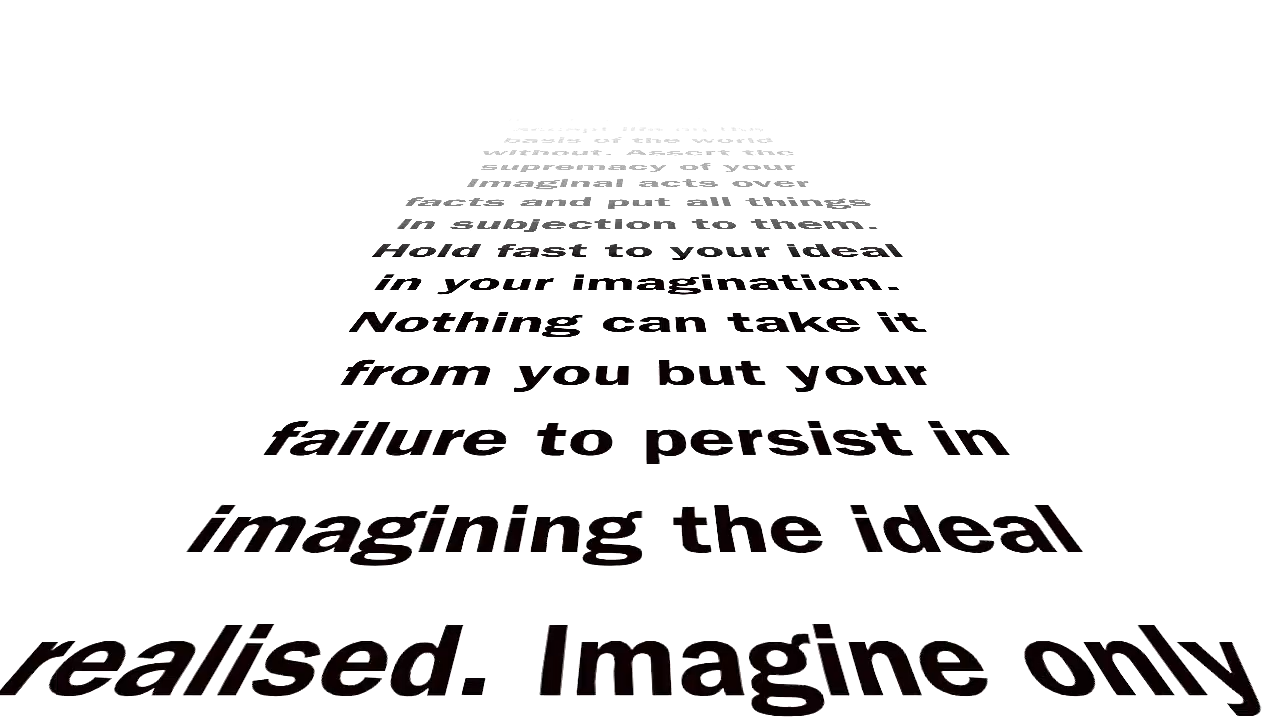 accept life on the
basis of the world
without. Assert the
supremacy of your
imaginal acts over
facts and put all things
in subjection to them.
Hold fast to your ideal
in your imagination.
Nothing can take it
from you but your
failure to persist in
imagining the ideal
realised. Imagine only